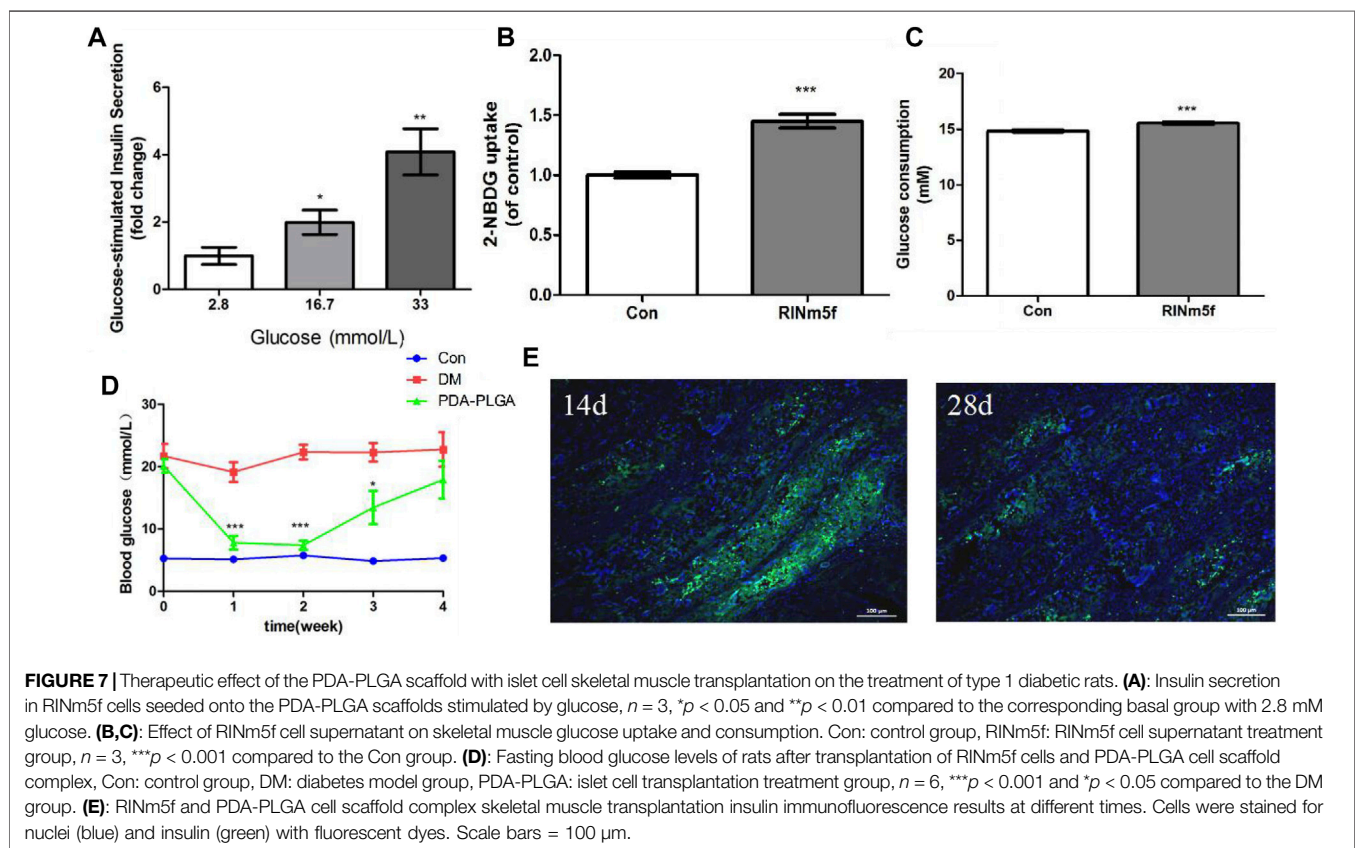 A
Glucose-stimulated Insulin Secretion
(fold change)
6
4
2
0
*
**
2.8
16.7
33
Glucose (mmol/L)
B
2-NBDG uptake
(of control)
2.0
1.5
1.0
0.5
0.0
***
Con
RINm5f
C
Glucose consumption
(mM)
20
15
10
5
0
***
Con
RINm5f
D
Con
DM
PDA-PLGA
Blood glucose (mmol/L)
30
20
10
0
***
***
*
0
1
2
3
4
time(week)
E
14d
100 μm
28d
100 μm
FIGURE 7 | Therapeutic effect of the PDA-PLGA scaffold with islet cell skeletal muscle transplantation on the treatment of type 1 diabetic rats. (A): Insulin secretion
in RINm5f cells seeded onto the PDA-PLGA scaffolds stimulated by glucose, n = 3, *p < 0.05 and **p < 0.01 compared to the corresponding basal group with 2.8 mM
glucose. (B,C): Effect of RINm5f cell supernatant on skeletal muscle glucose uptake and consumption. Con: control group, RINm5f: RINm5f cell supernatant treatment
group, n = 3, ***p < 0.001 compared to the Con group. (D): Fasting blood glucose levels of rats after transplantation of RINm5f cells and PDA-PLGA cell scaffold
complex, Con: control group, DM: diabetes model group, PDA-PLGA: islet cell transplantation treatment group, n = 6, ***p < 0.001 and *p < 0.05 compared to the DM
group. (E): RINm5f and PDA-PLGA cell scaffold complex skeletal muscle transplantation insulin immunofluorescence results at different times. Cells were stained for
nuclei (blue) and insulin (green) with fluorescent dyes. Scale bars = 100 μm.